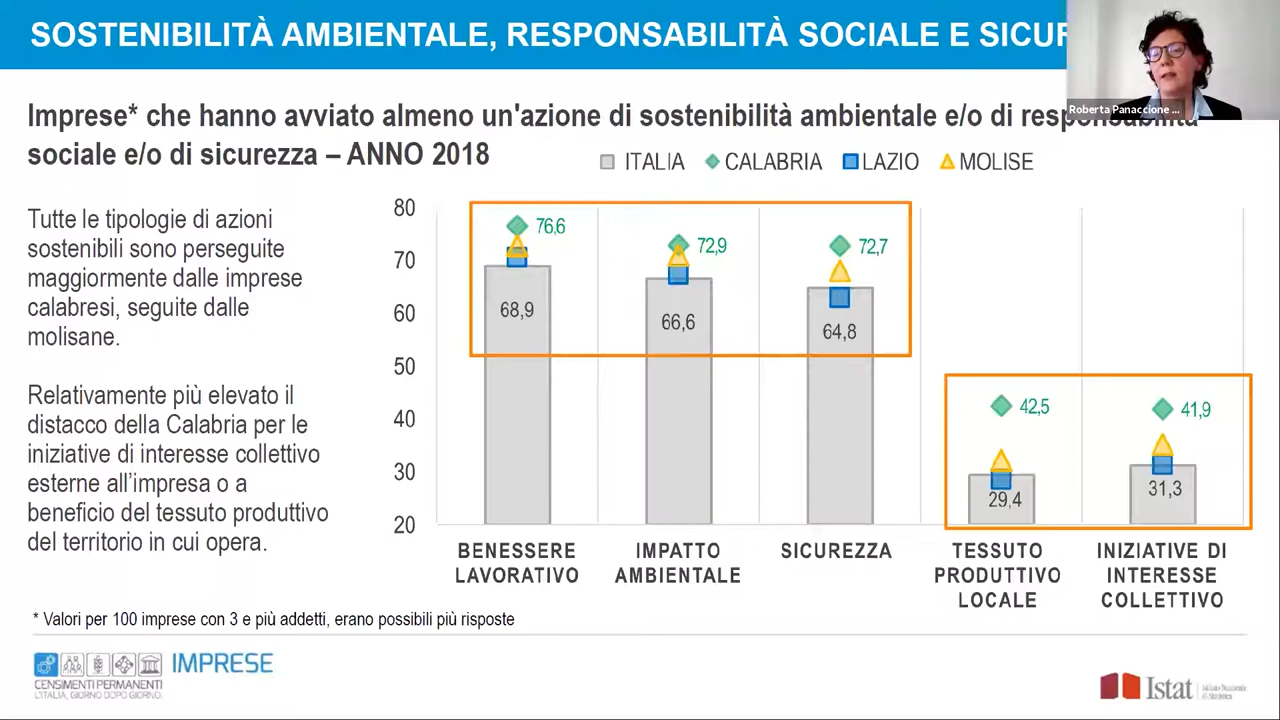 SOSTENIBILITÀ AMBIENTALE, RESPONSABILITÀ SOCIALE E
Roberta Panaccione ...
Imprese* che hanno avviato almeno un'azione di sostenibilità ambientale e/o di responsabilità
sociale e/o di sicurezza – ANNO 2018
ITALIA CALABRIA LAZIO MOLISE
Tutte le tipologie di azioni
sostenibili sono perseguite
maggiormente dalle imprese
calabresi, seguite dalle
molisane.
Relativamente più elevato il
distacco della Calabria per le
iniziative di interesse collettivo
esterne all’impresa o a
beneficio del tessuto produttivo
del territorio in cui opera.
80
70
60
50
40
30
20
76,6
72,9
72,7
68,9
66,6
64,8
42,5
41,9
29,4
31,3
BENESSERE
LAVORATIVO
IMPATTO
AMBIENTALE
SICUREZZA
TESSUTO
PRODUTTIVO
LOCALE
INIZIATIVE DI
INTERESSE
COLLETTIVO
* Valori per 100 imprese con 3 e più addetti, erano possibili più risposte
IMPRESE
CENSIMENTI PERMANENTI
L'ITALIA, GIORNO DOPO GIORNO.
Istat
Istituto Nazionale
di Statistica